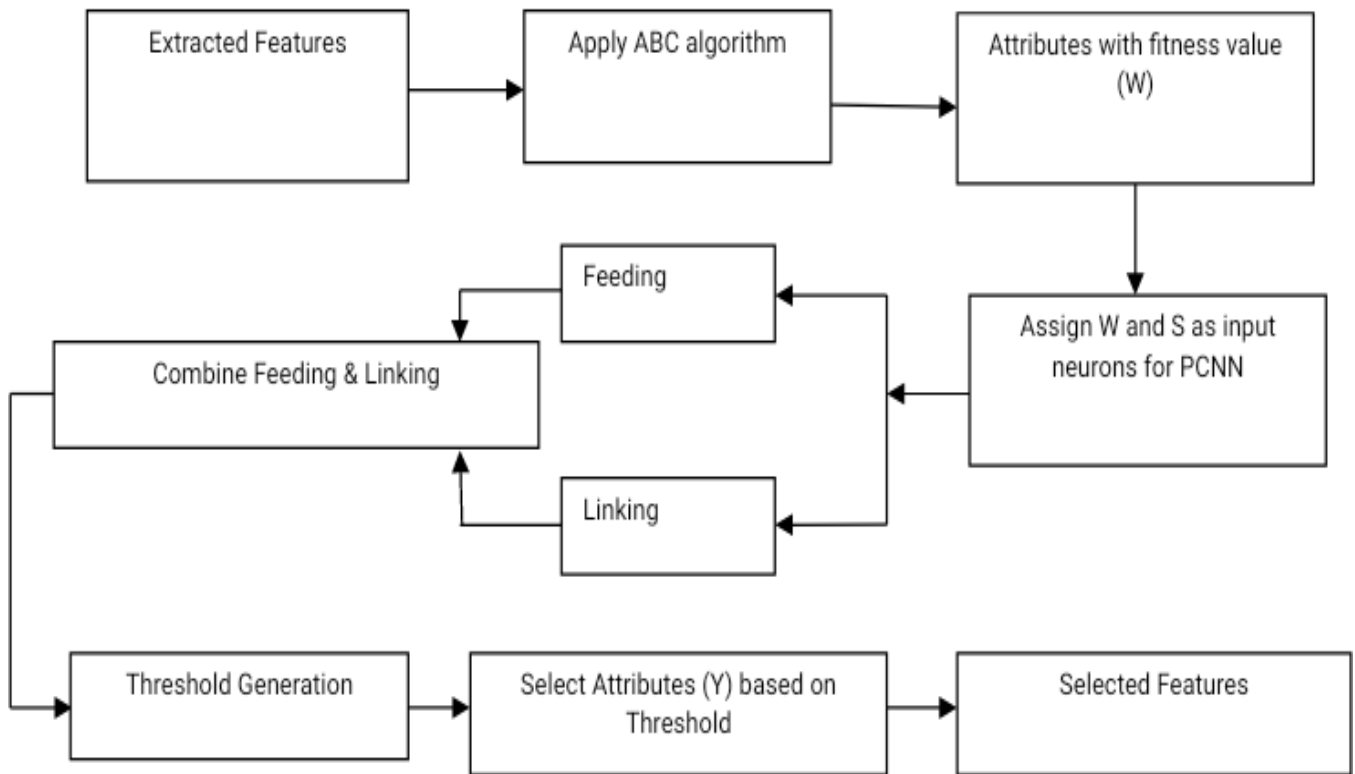 Extracted Features
Apply ABC algorithm
Attributes with fitness value
(W)
Assign W and S as input
neurons for PCNN
Feeding
Linking
Combine Feeding & Linking
Threshold Generation
Select Attributes (Y) based on
Threshold
Selected Features